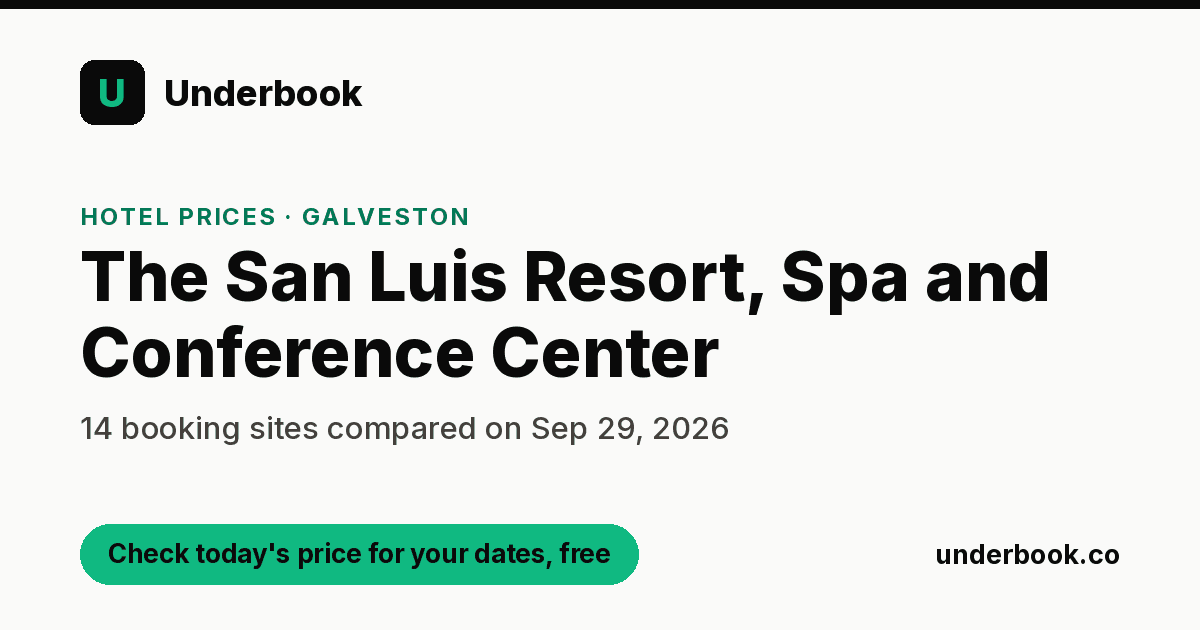 U Underbook
HOTEL PRICES · GALVESTON
The San Luis Resort, Spa and
Conference Center
14 booking sites compared on Sep 29, 2026
Check today's price for your dates, free
underbook.co